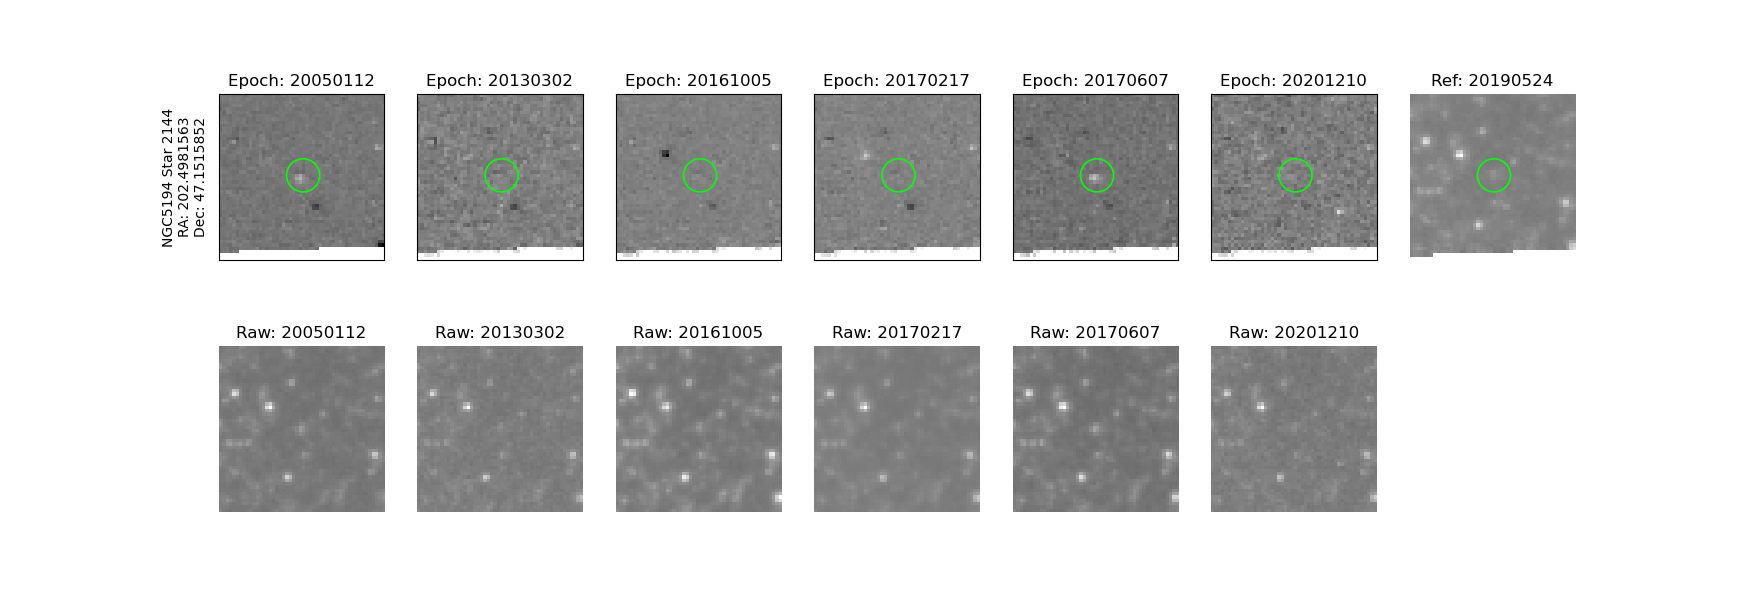 Epoch: 20050112
Epoch: 20130302
Epoch: 20161005
Epoch: 20170217
Epoch: 20170607
Epoch: 20201210
Ref: 20190524
NGC5194 Star 2144
RA: 202.4981563
Dec: 47.1515852
Raw: 20050112
Raw: 20130302
Raw: 20161005
Raw: 20170217
Raw: 20170607
Raw: 20201210